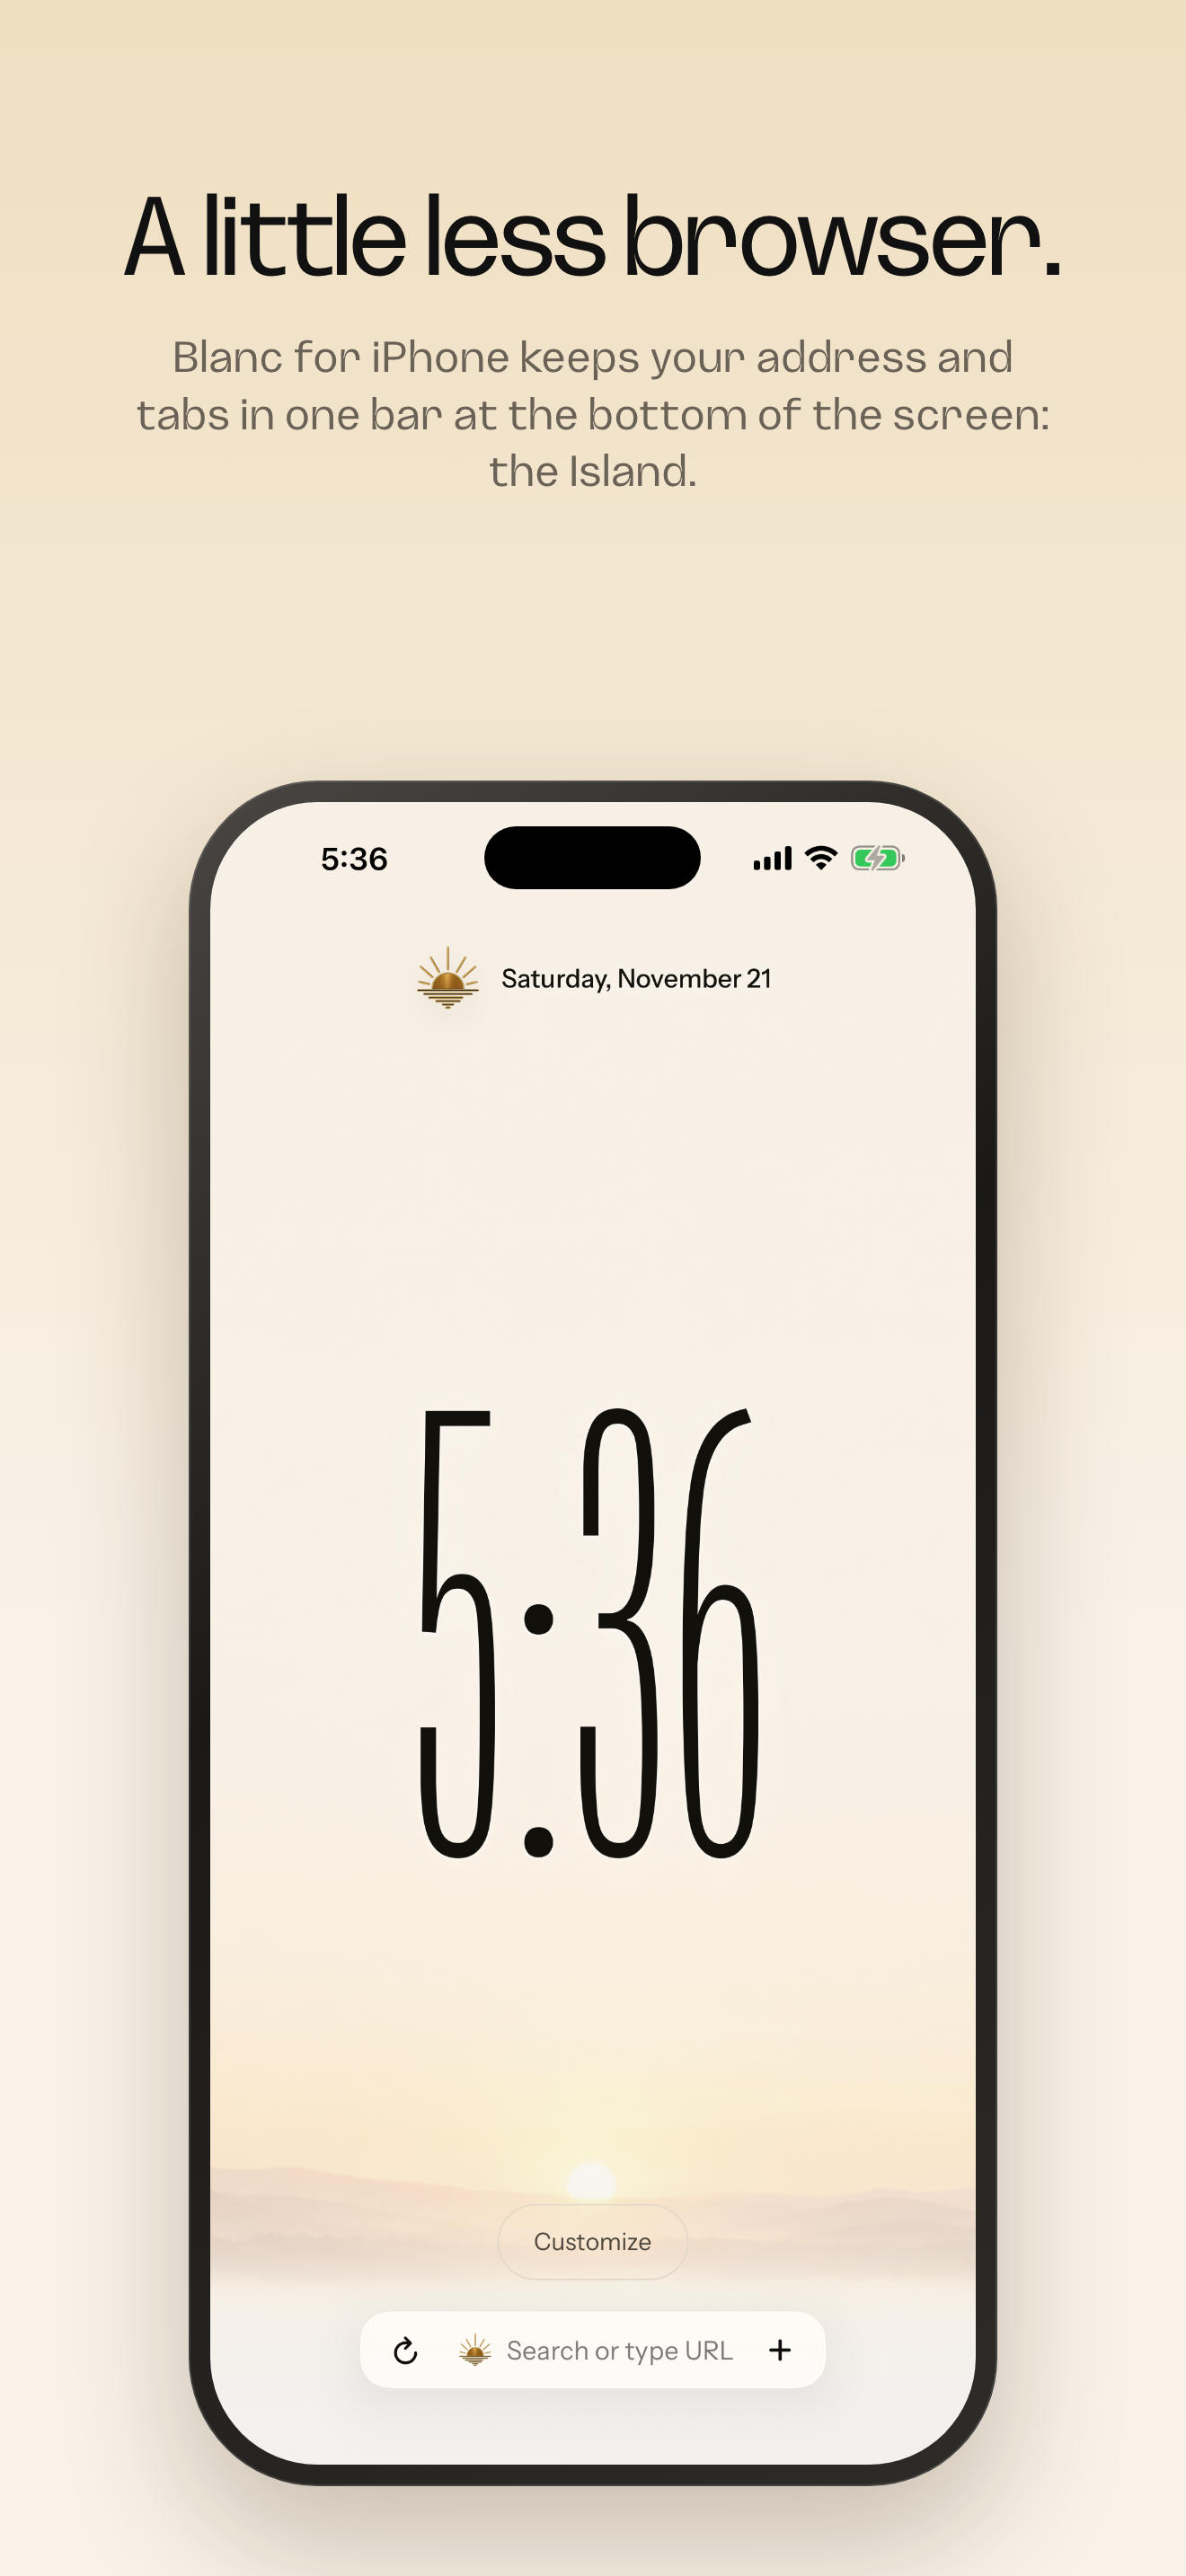 A little less browser.
Blanc for iPhone keeps your address and
tabs in one bar at the bottom of the screen:
the Island.
5:36
Saturday, November 21
5:36
Customize
Search or type URL